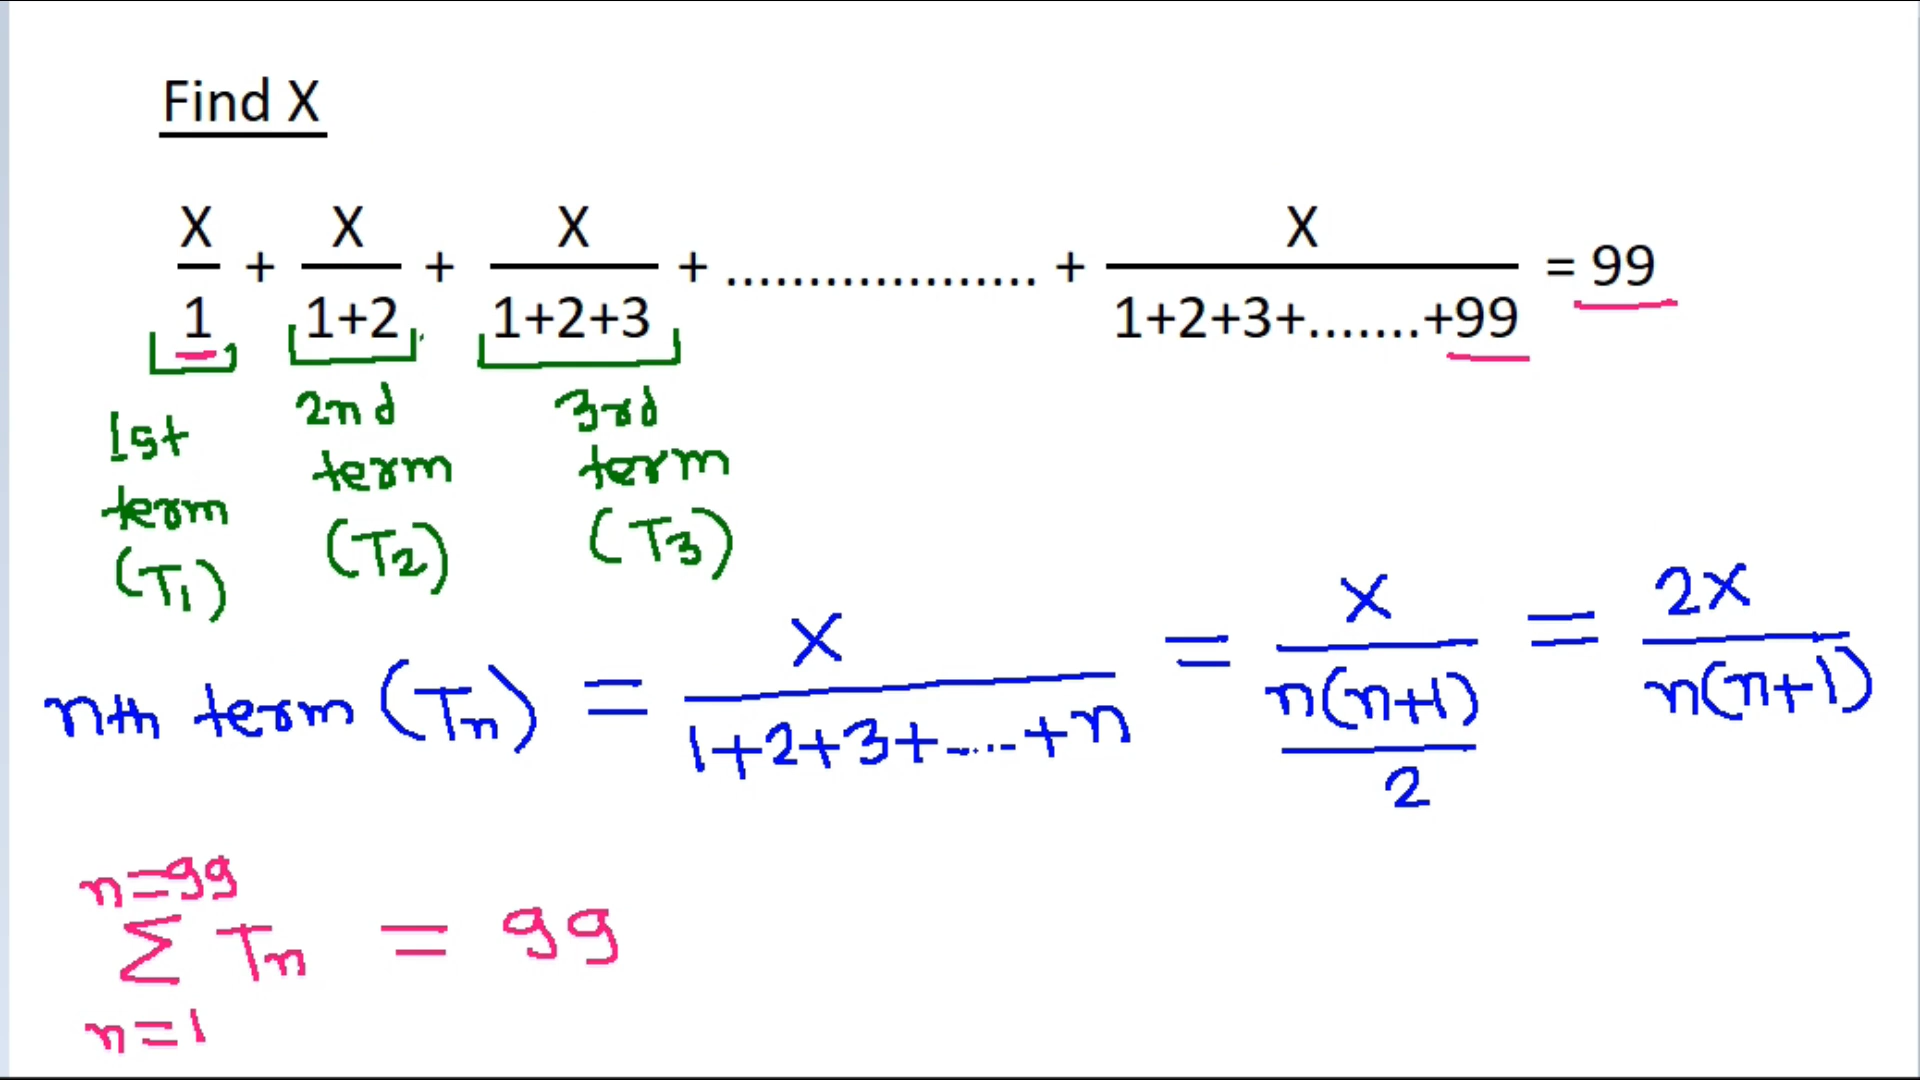 Find X
X/1 + X/(1+2) + X/(1+2+3) + .................... + X/(1+2+3+.......+99) = 99
1st term (T₁)
2nd term (T₂)
3rd term (T₃)
nth term (Tₙ) = X/(1+2+3+.....+n) = X/(n(n+1)/2) = 2X/(n(n+1))
n=99
Σ Tₙ = 99
n=1